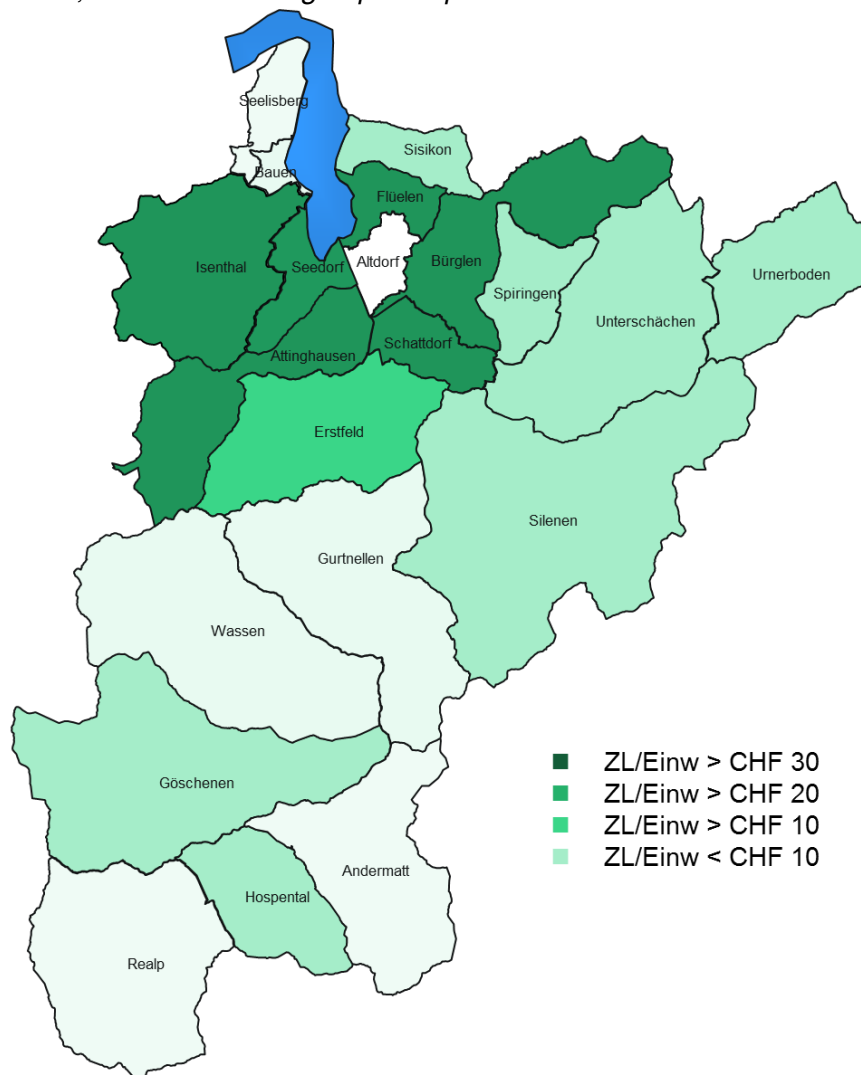 Seelisberg
Sisikon
Bauen
Flüelen
Isenthal
Seedorf
Altdorf
Bürglen
Spiringen
Urnerboden
Unterschächen
Attinghausen
Schattdorf
Erstfeld
Silenen
Gurtnellen
Wassen
Göschenen
Andermatt
Hospental
Realp
ZL/Einw > CHF 30
ZL/Einw > CHF 20
ZL/Einw > CHF 10
ZL/Einw < CHF 10